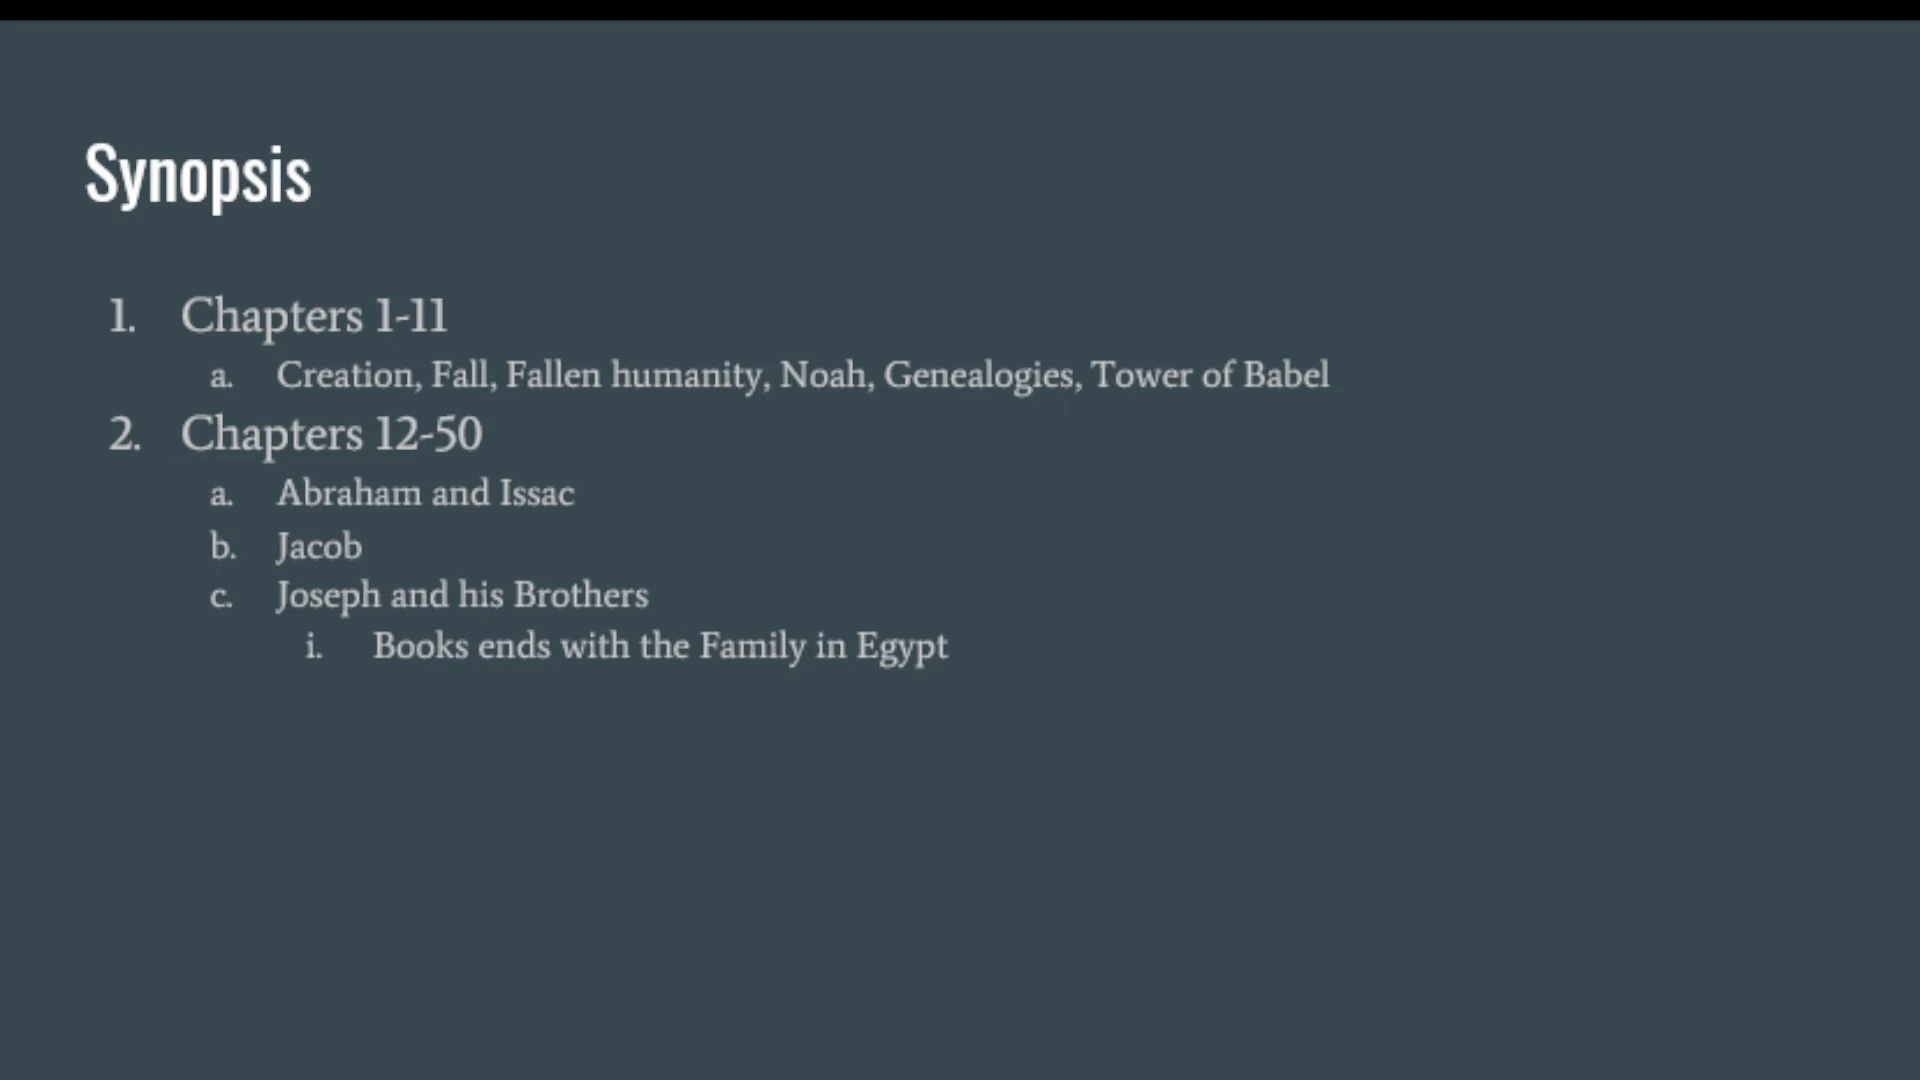 Synopsis
1. Chapters 1-11
a. Creation, Fall, Fallen humanity, Noah, Genealogies, Tower of Babel
2. Chapters 12-50
a. Abraham and Issac
b. Jacob
c. Joseph and his Brothers
i. Books ends with the Family in Egypt